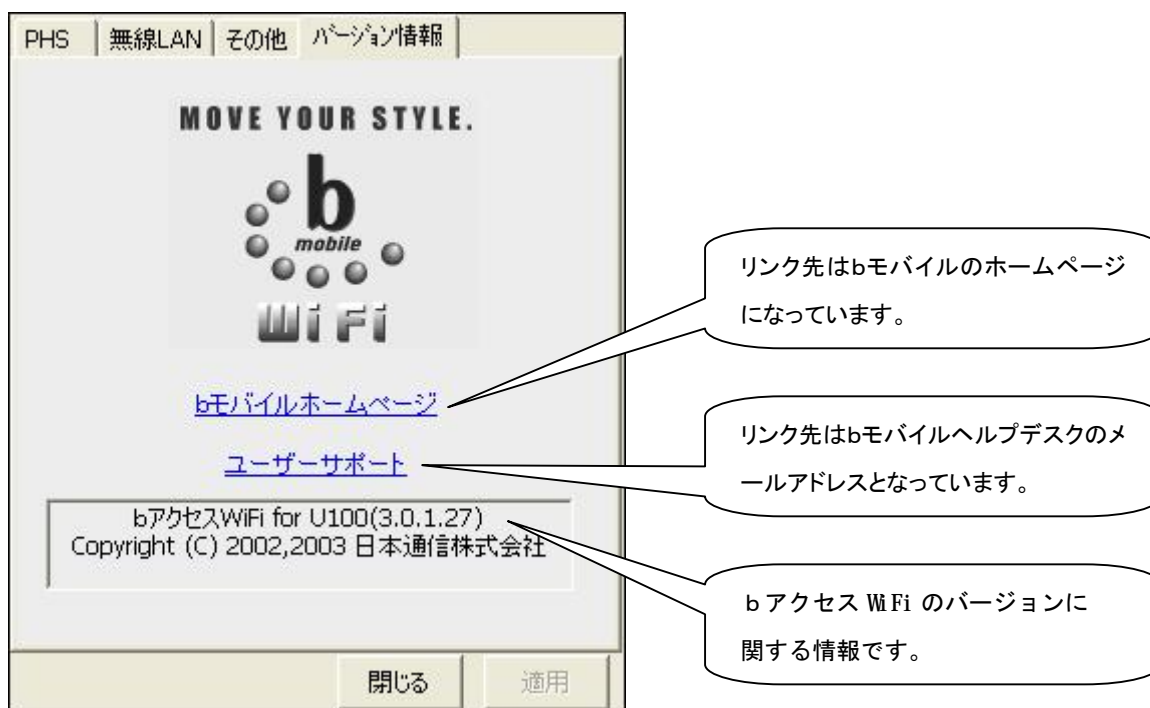 PHS 無線LAN その他 バージョン情報
MOVE YOUR STYLE.
b
mobile
WiFi
bモバイルホームページ
ユーザーサポート
bアクセスWiFi for U100(3.0.1.27)
Copyright (C) 2002,2003 日本通信株式会社
閉じる 適用
リンク先はbモバイルのホームページ
になっています。
リンク先はbモバイルヘルプデスクのメ
ールアドレスとなっています。
b アクセス WiFi のバージョンに
関する情報です。